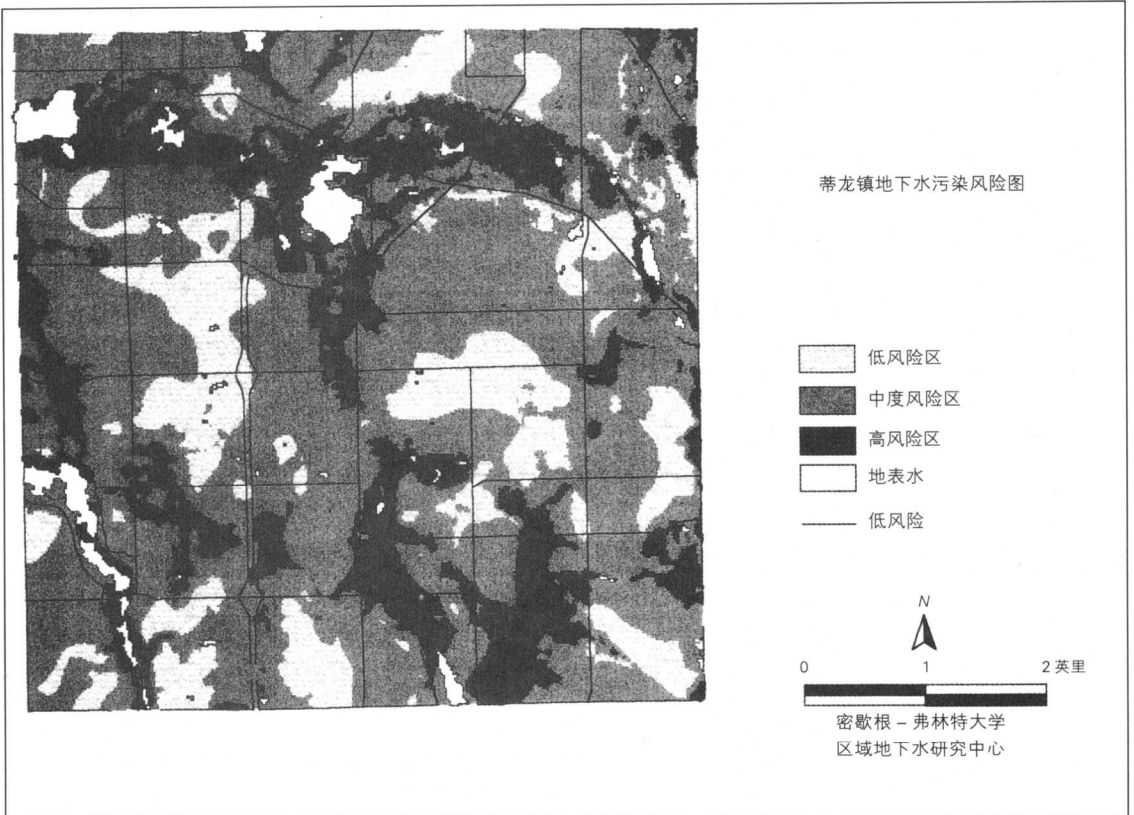 蒂龙镇地下水污染风险图
低风险区
中度风险区
高风险区
地表水
低风险
N
0 1 2 英里
密歇根 – 弗林特大学
区域地下水研究中心